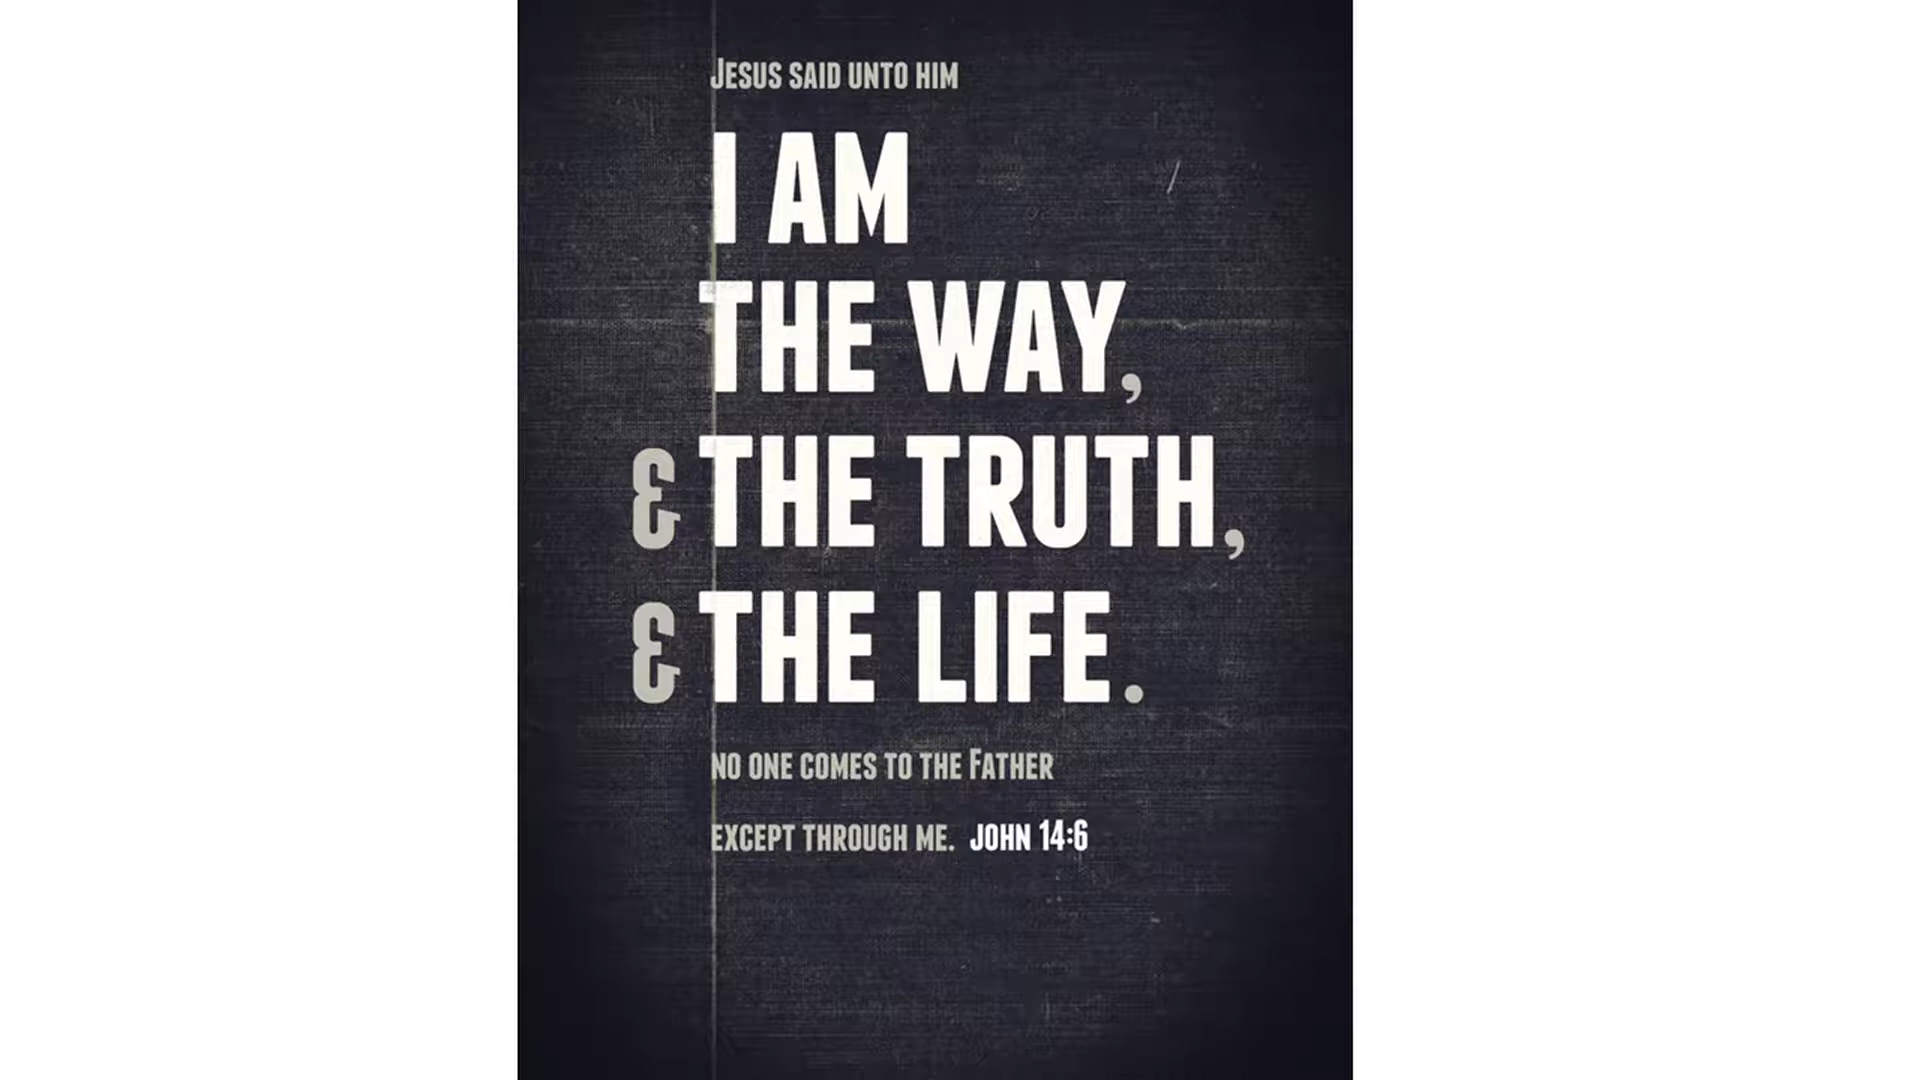 Jesus said unto him
I AM
THE WAY,
& THE TRUTH,
& THE LIFE.
no one comes to the Father
except through me. John 14:6